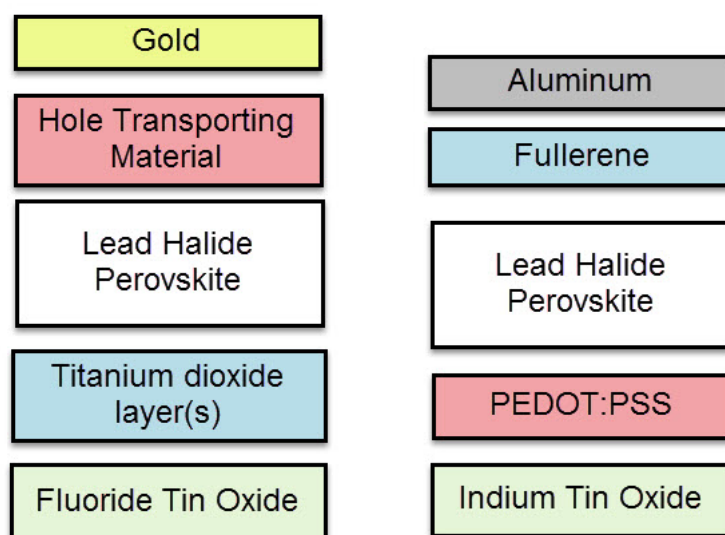 Gold
Hole Transporting
Material
Lead Halide
Perovskite
Titanium dioxide
layer(s)
Fluoride Tin Oxide
Aluminum
Fullerene
Lead Halide
Perovskite
PEDOT:PSS
Indium Tin Oxide